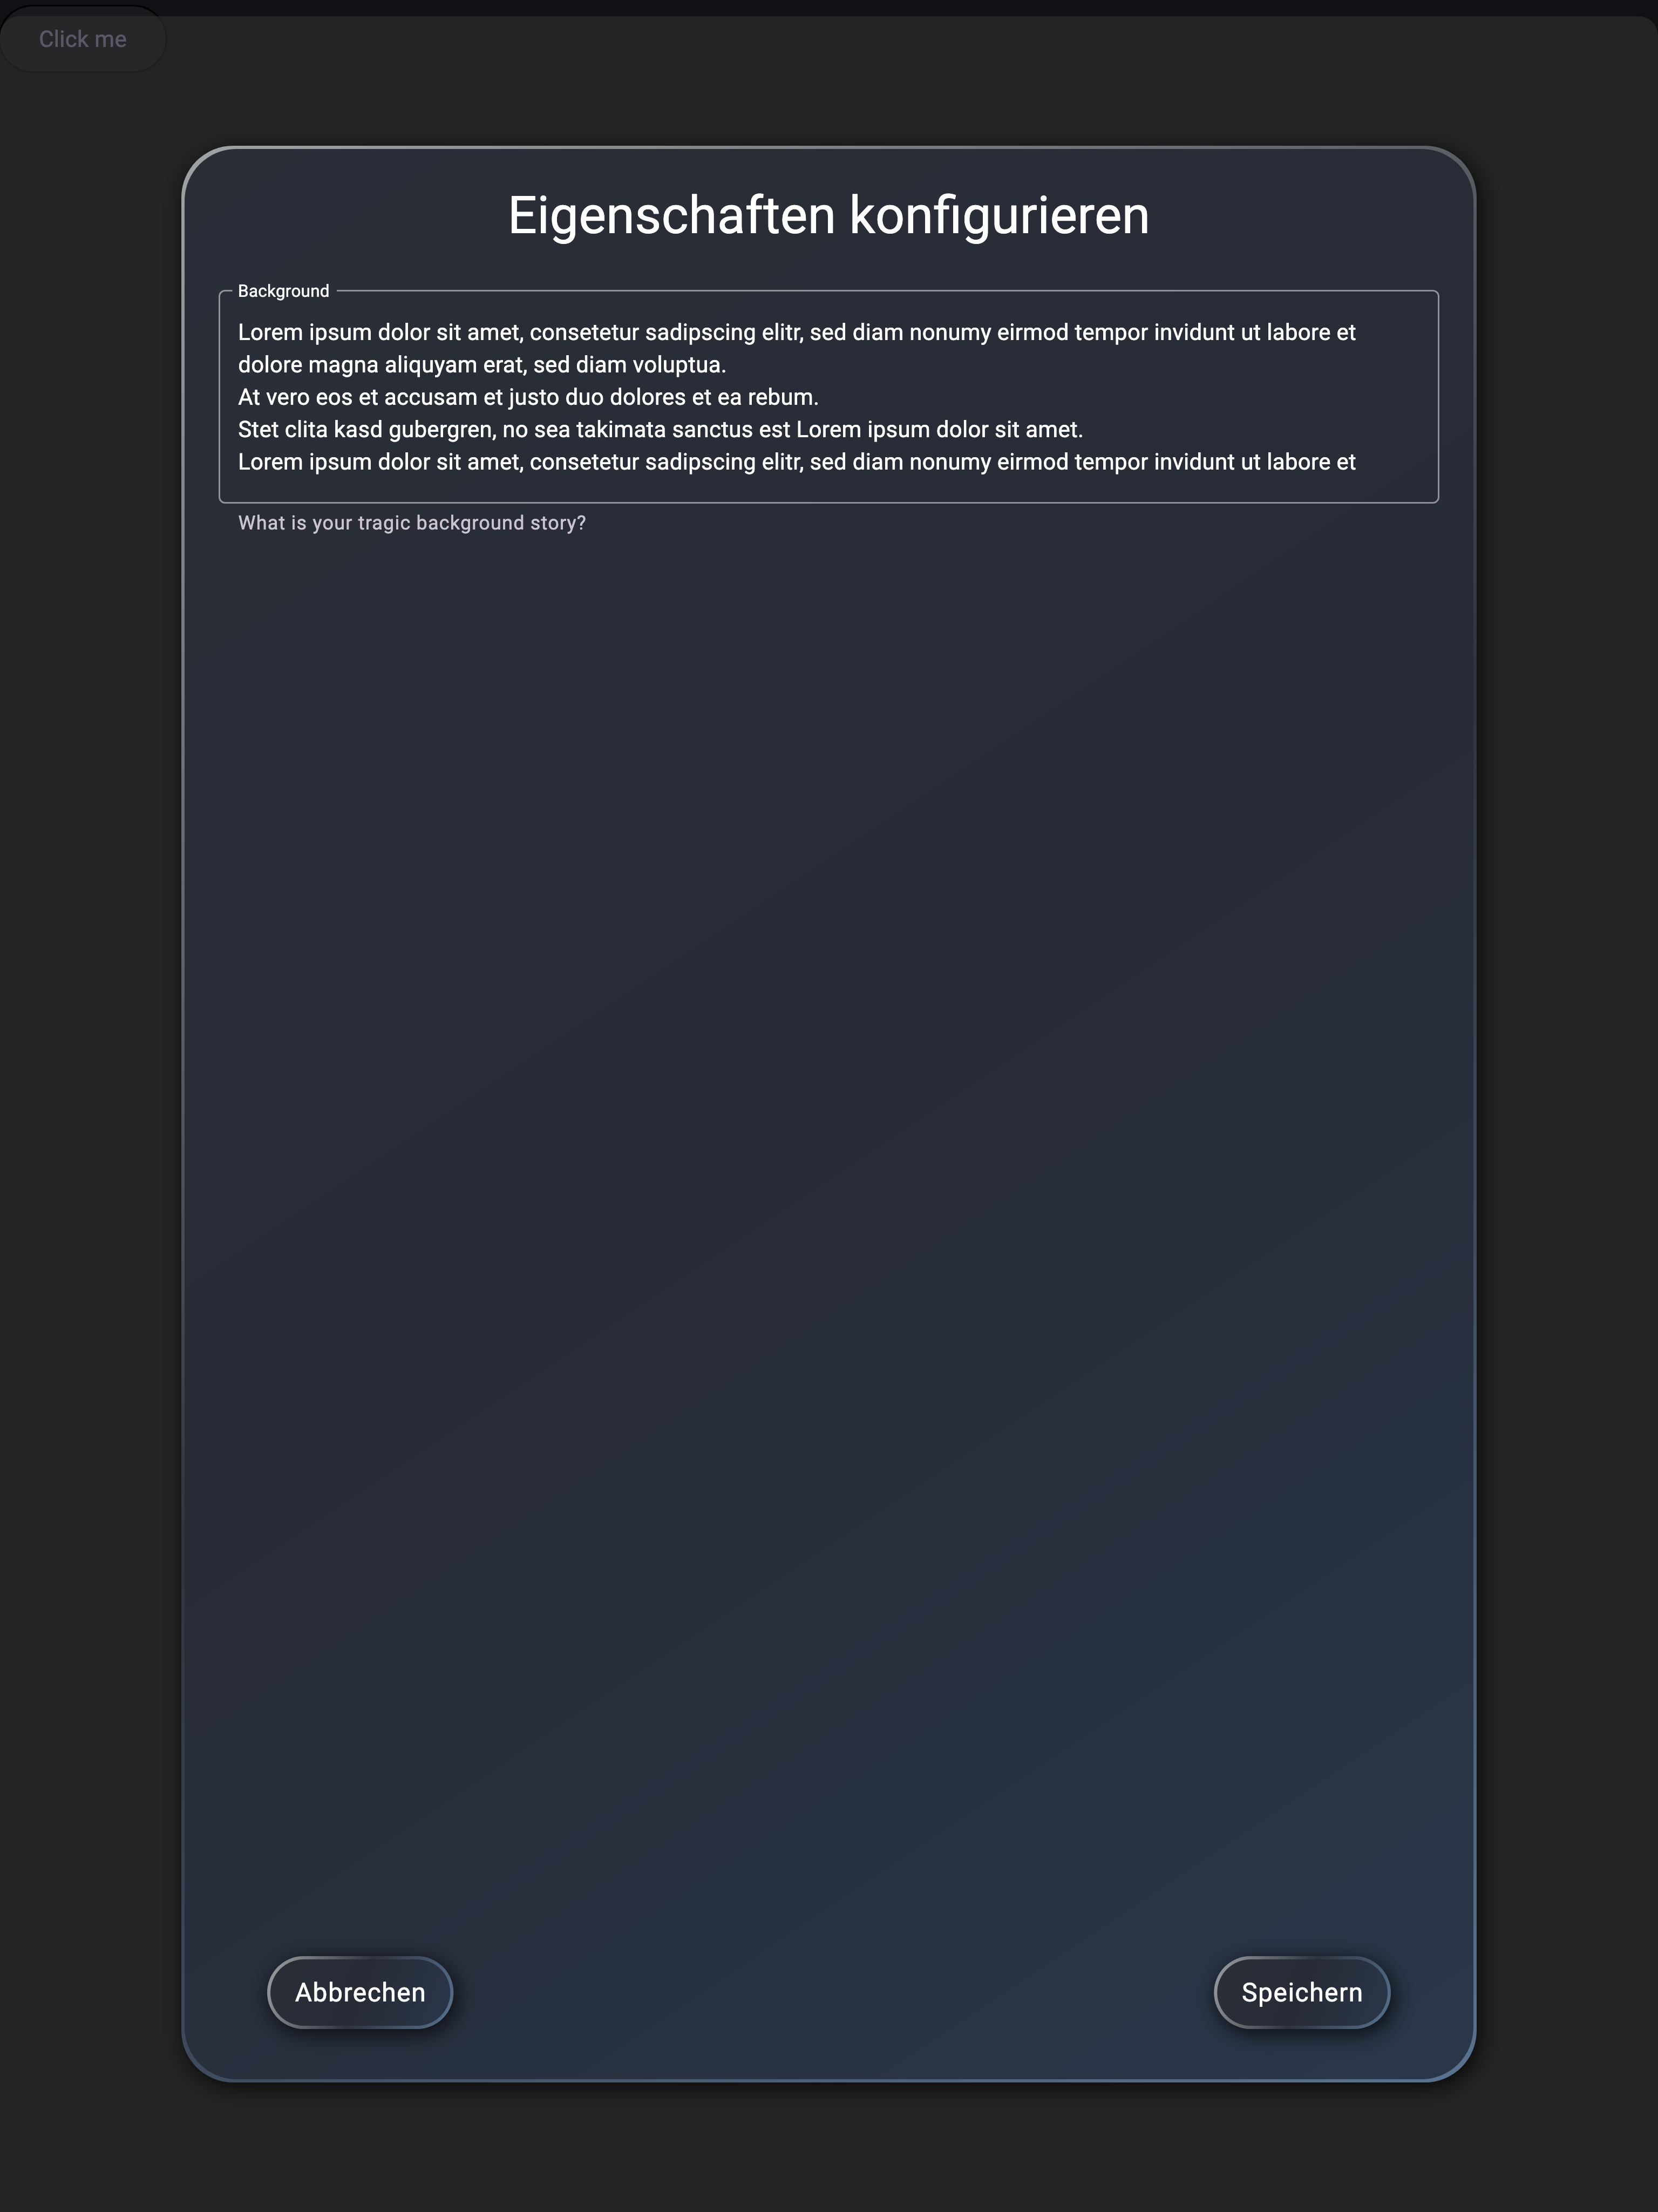 Click me
Eigenschaften konfigurieren
Background
Lorem ipsum dolor sit amet, consetetur sadipscing elitr, sed diam nonumy eirmod tempor invidunt ut labore et
dolore magna aliquyam erat, sed diam voluptua.
At vero eos et accusam et justo duo dolores et ea rebum.
Stet clita kasd gubergren, no sea takimata sanctus est Lorem ipsum dolor sit amet.
Lorem ipsum dolor sit amet, consetetur sadipscing elitr, sed diam nonumy eirmod tempor invidunt ut labore et
What is your tragic background story?
Abbrechen
Speichern